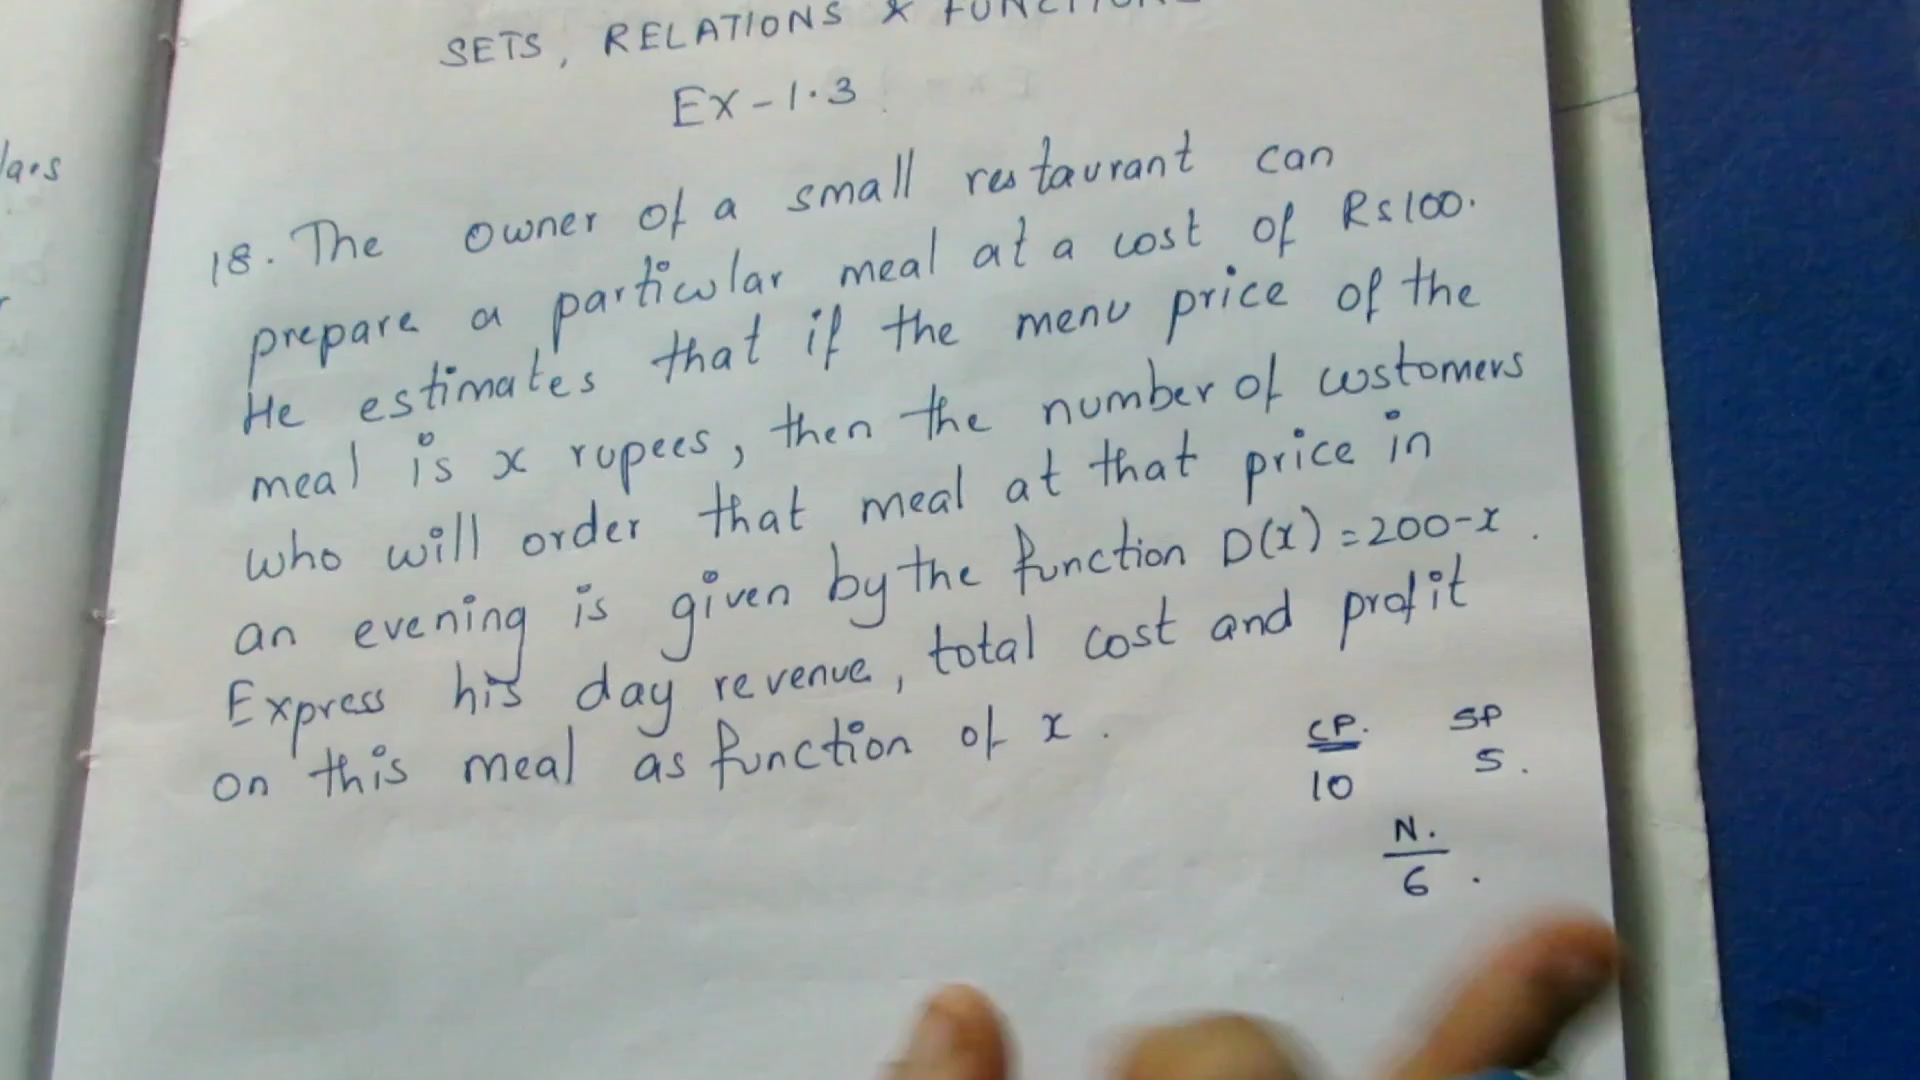 SETS, RELATIONS & FUNCTIONS
Ex-1.3
lars
18. The owner of a small restaurant can
prepare a particular meal at a cost of Rs100.
He estimates that if the menu price of the
meal is x rupees, then the number of customers
who will order that meal at that price in
an evening is given by the function D(x)=200-x.
Express his day revenue, total cost and profit
on this meal as function of x.
CP. SP
10 5.
N.
6.